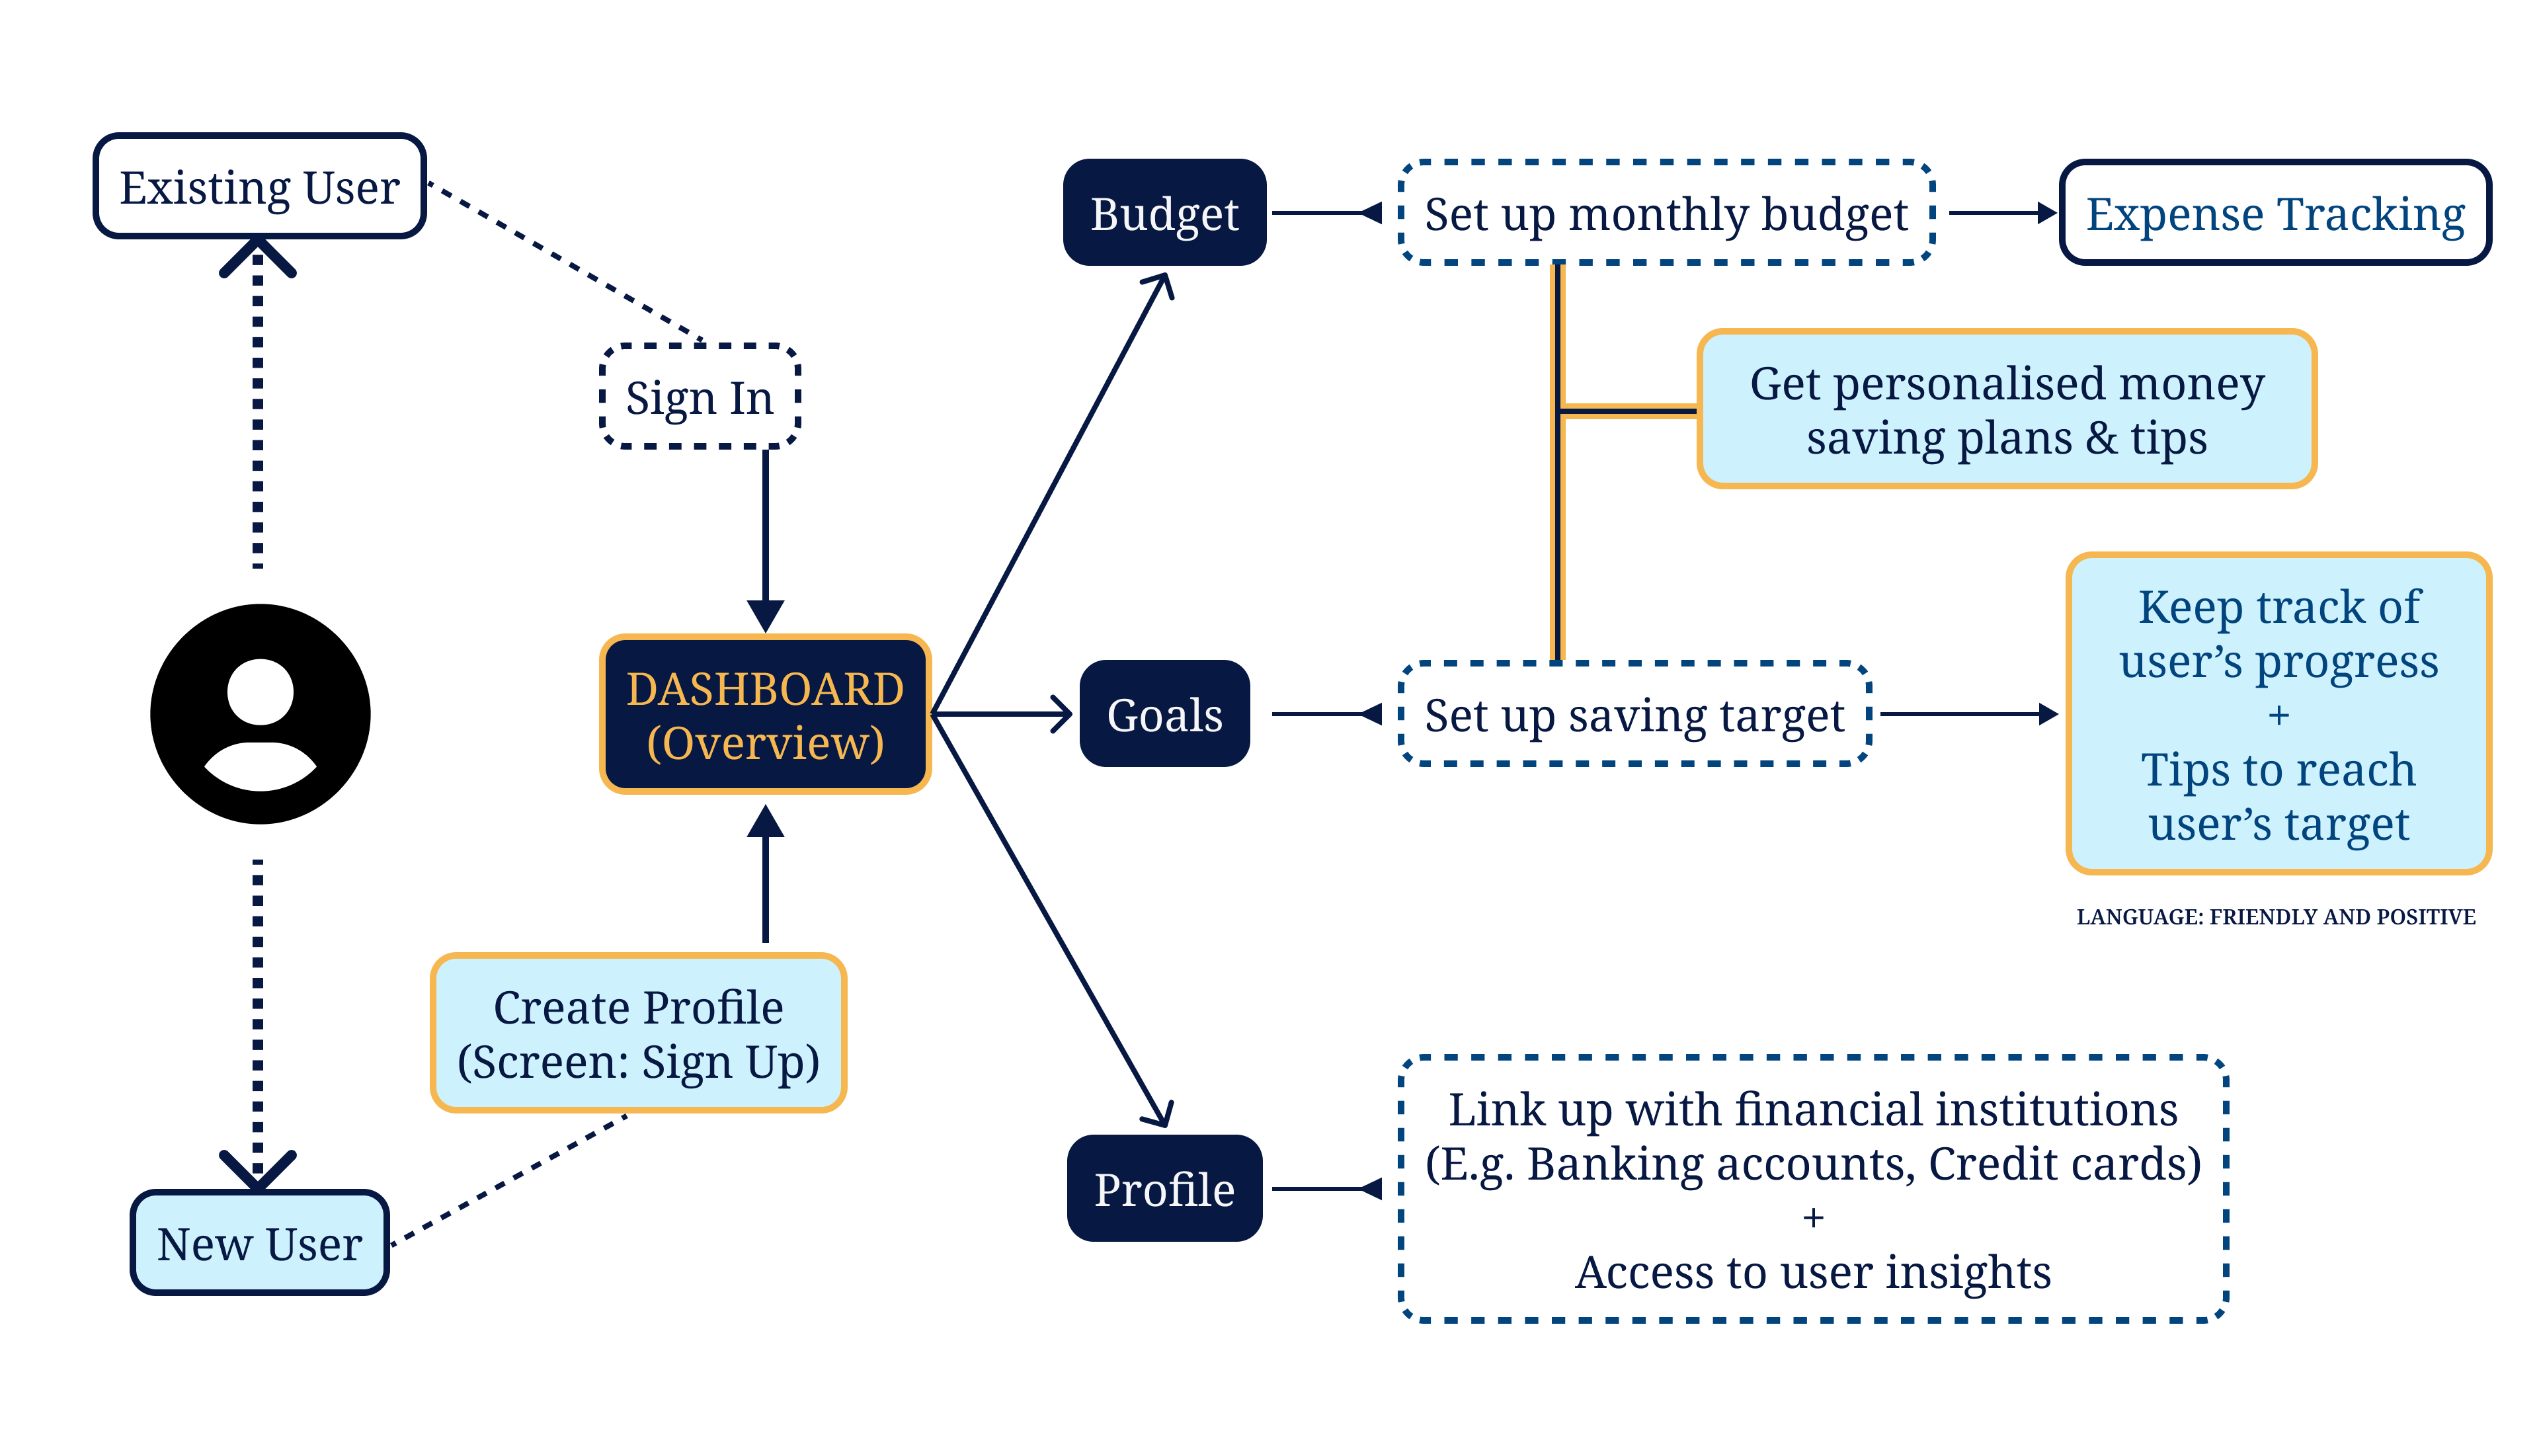 Existing User
Sign In
DASHBOARD
(Overview)
Create Profile
(Screen: Sign Up)
New User
Budget
Set up monthly budget
Expense Tracking
Get personalised money
saving plans & tips
Goals
Set up saving target
Keep track of
user’s progress
+
Tips to reach
user’s target
LANGUAGE: FRIENDLY AND POSITIVE
Profile
Link up with financial institutions
(E.g. Banking accounts, Credit cards)
+
Access to user insights